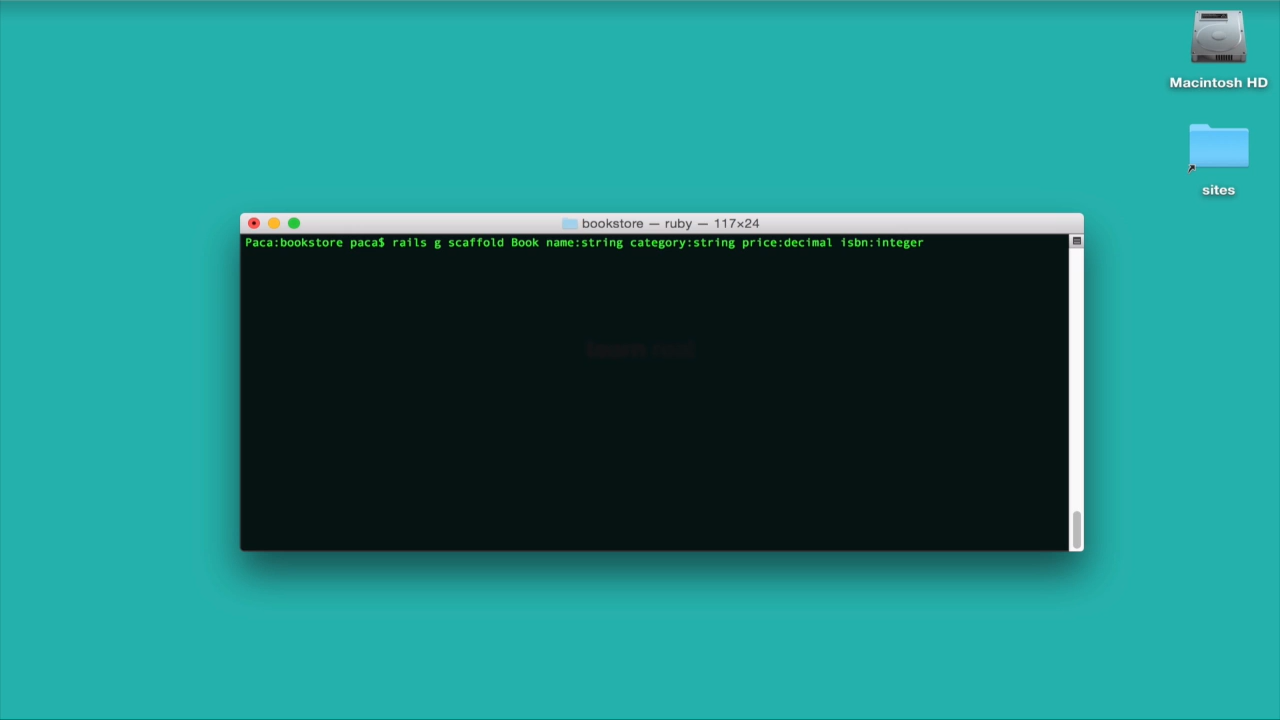 Macintosh HD
sites
bookstore — ruby — 117×24
Paca:bookstore paca$ rails g scaffold Book name:string category:string price:decimal isbn:integer